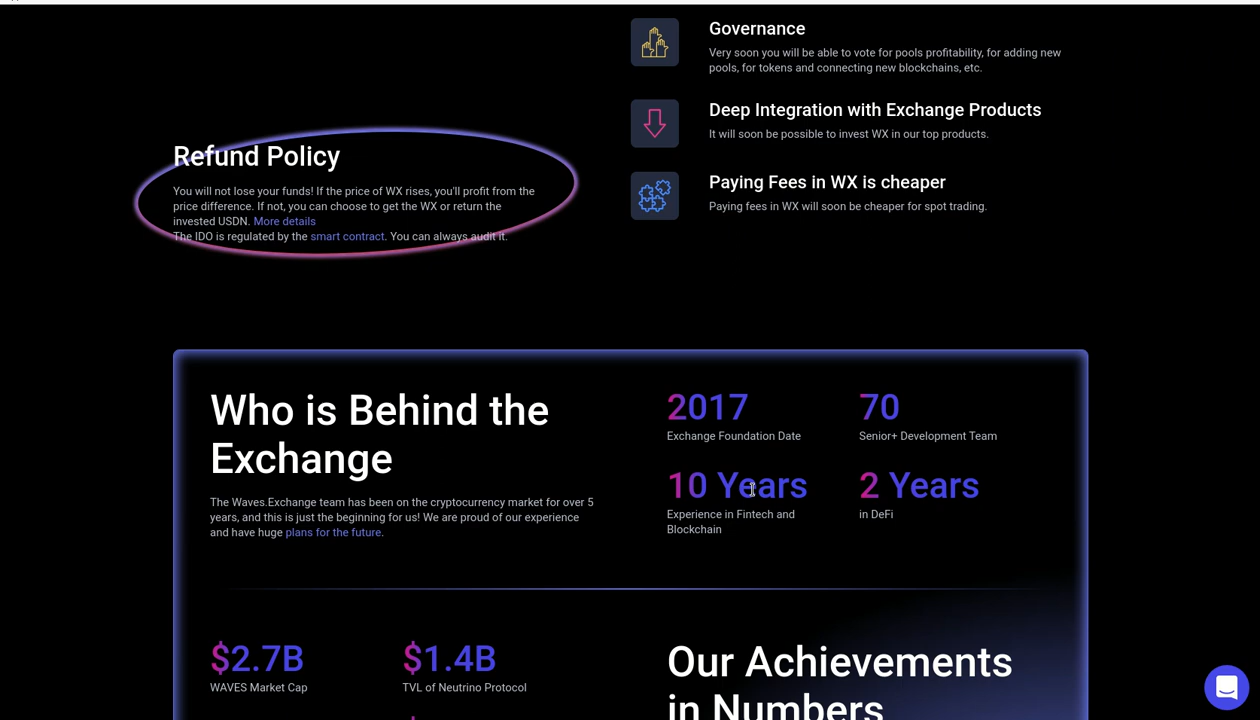 Governance
Very soon you will be able to vote for pools profitability, for adding new
pools, for tokens and connecting new blockchains, etc.
Deep Integration with Exchange Products
It will soon be possible to invest WX in our top products.
Refund Policy
You will not lose your funds! If the price of WX rises, you'll profit from the
price difference. If not, you can choose to get the WX or return the
invested USDN. More details
The IDO is regulated by the smart contract. You can always audit it.
Paying Fees in WX is cheaper
Paying fees in WX will soon be cheaper for spot trading.
Who is Behind the
Exchange
The Waves.Exchange team has been on the cryptocurrency market for over 5
years, and this is just the beginning for us! We are proud of our experience
and have huge plans for the future.
2017
Exchange Foundation Date
70
Senior+ Development Team
10 Years
Experience in Fintech and
Blockchain
2 Years
in DeFi
$2.7B
WAVES Market Cap
$1.4B
TVL of Neutrino Protocol
Our Achievements
in Numbers